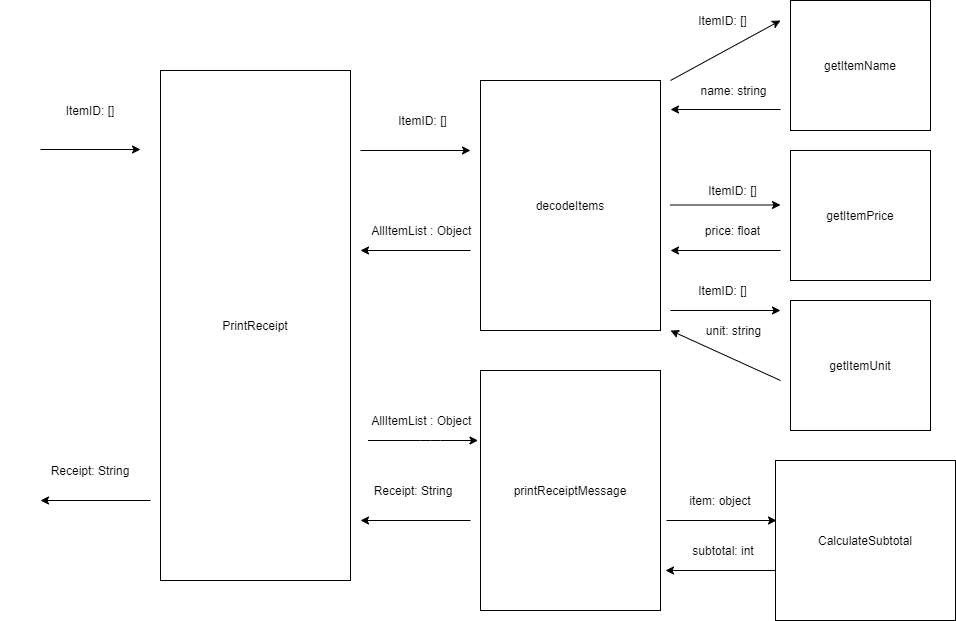 ItemID: []
getItemName
name: string
ItemID: []
ItemID: []
decodeItems
ItemID: []
getItemPrice
AllItemList : Object
price: float
ItemID: []
PrintReceipt
unit: string
getItemUnit
AllItemList : Object
Receipt: String
Receipt: String
printReceiptMessage
item: object
CalculateSubtotal
subtotal: int